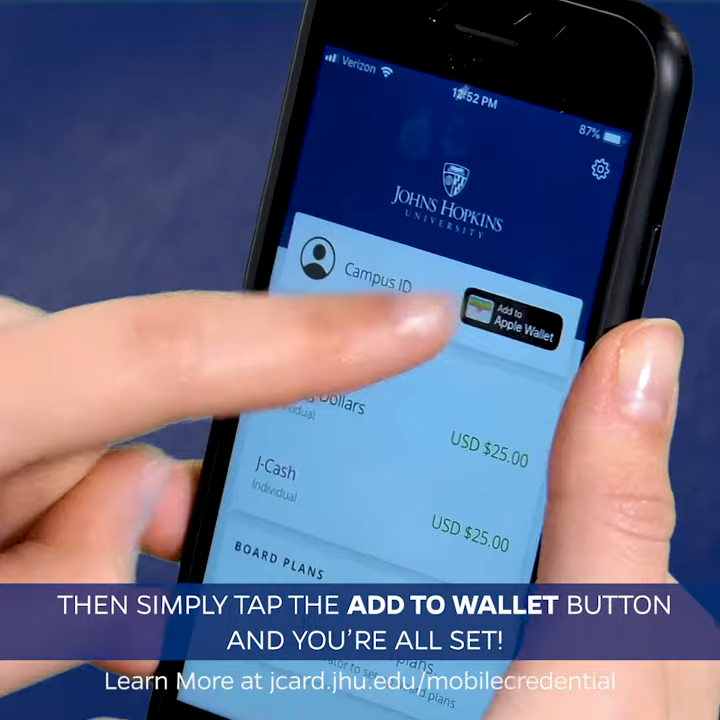 Verizon
12:52 PM
87%
JOHNS HOPKINS
UNIVERSITY
Campus ID
Add to
Apple Wallet
Dollars
USD $25.00
J-Cash
Individual
USD $25.00
BOARD PLANS
THEN SIMPLY TAP THE ADD TO WALLET BUTTON
AND YOU'RE ALL SET!
plans
plans.
Learn More at jcard.jhu.edu/mobilecredential